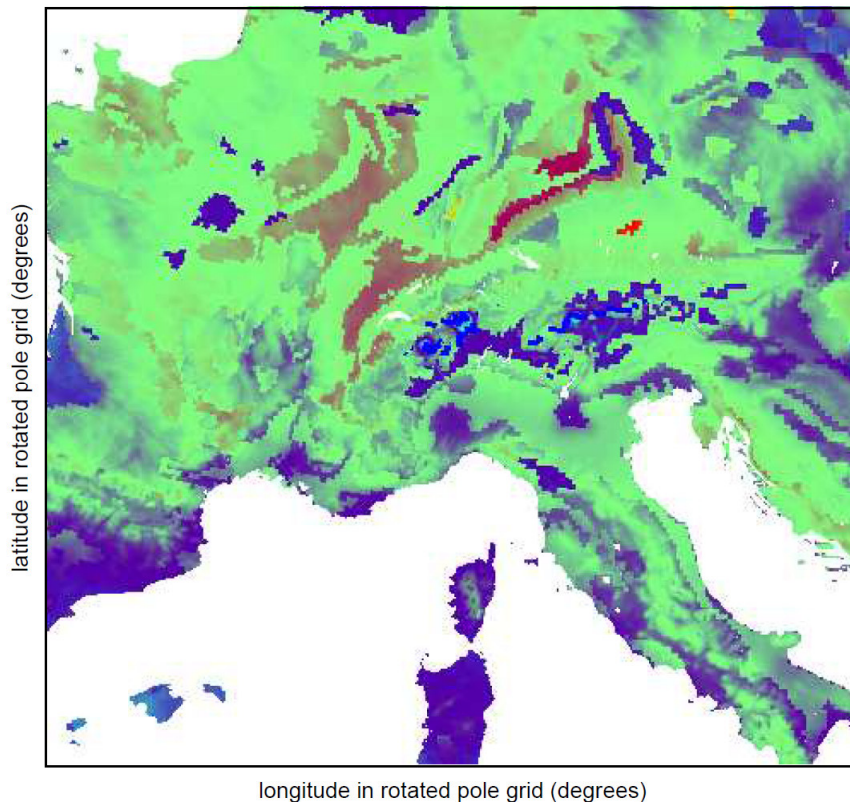 latitude in rotated pole grid (degrees)
longitude in rotated pole grid (degrees)